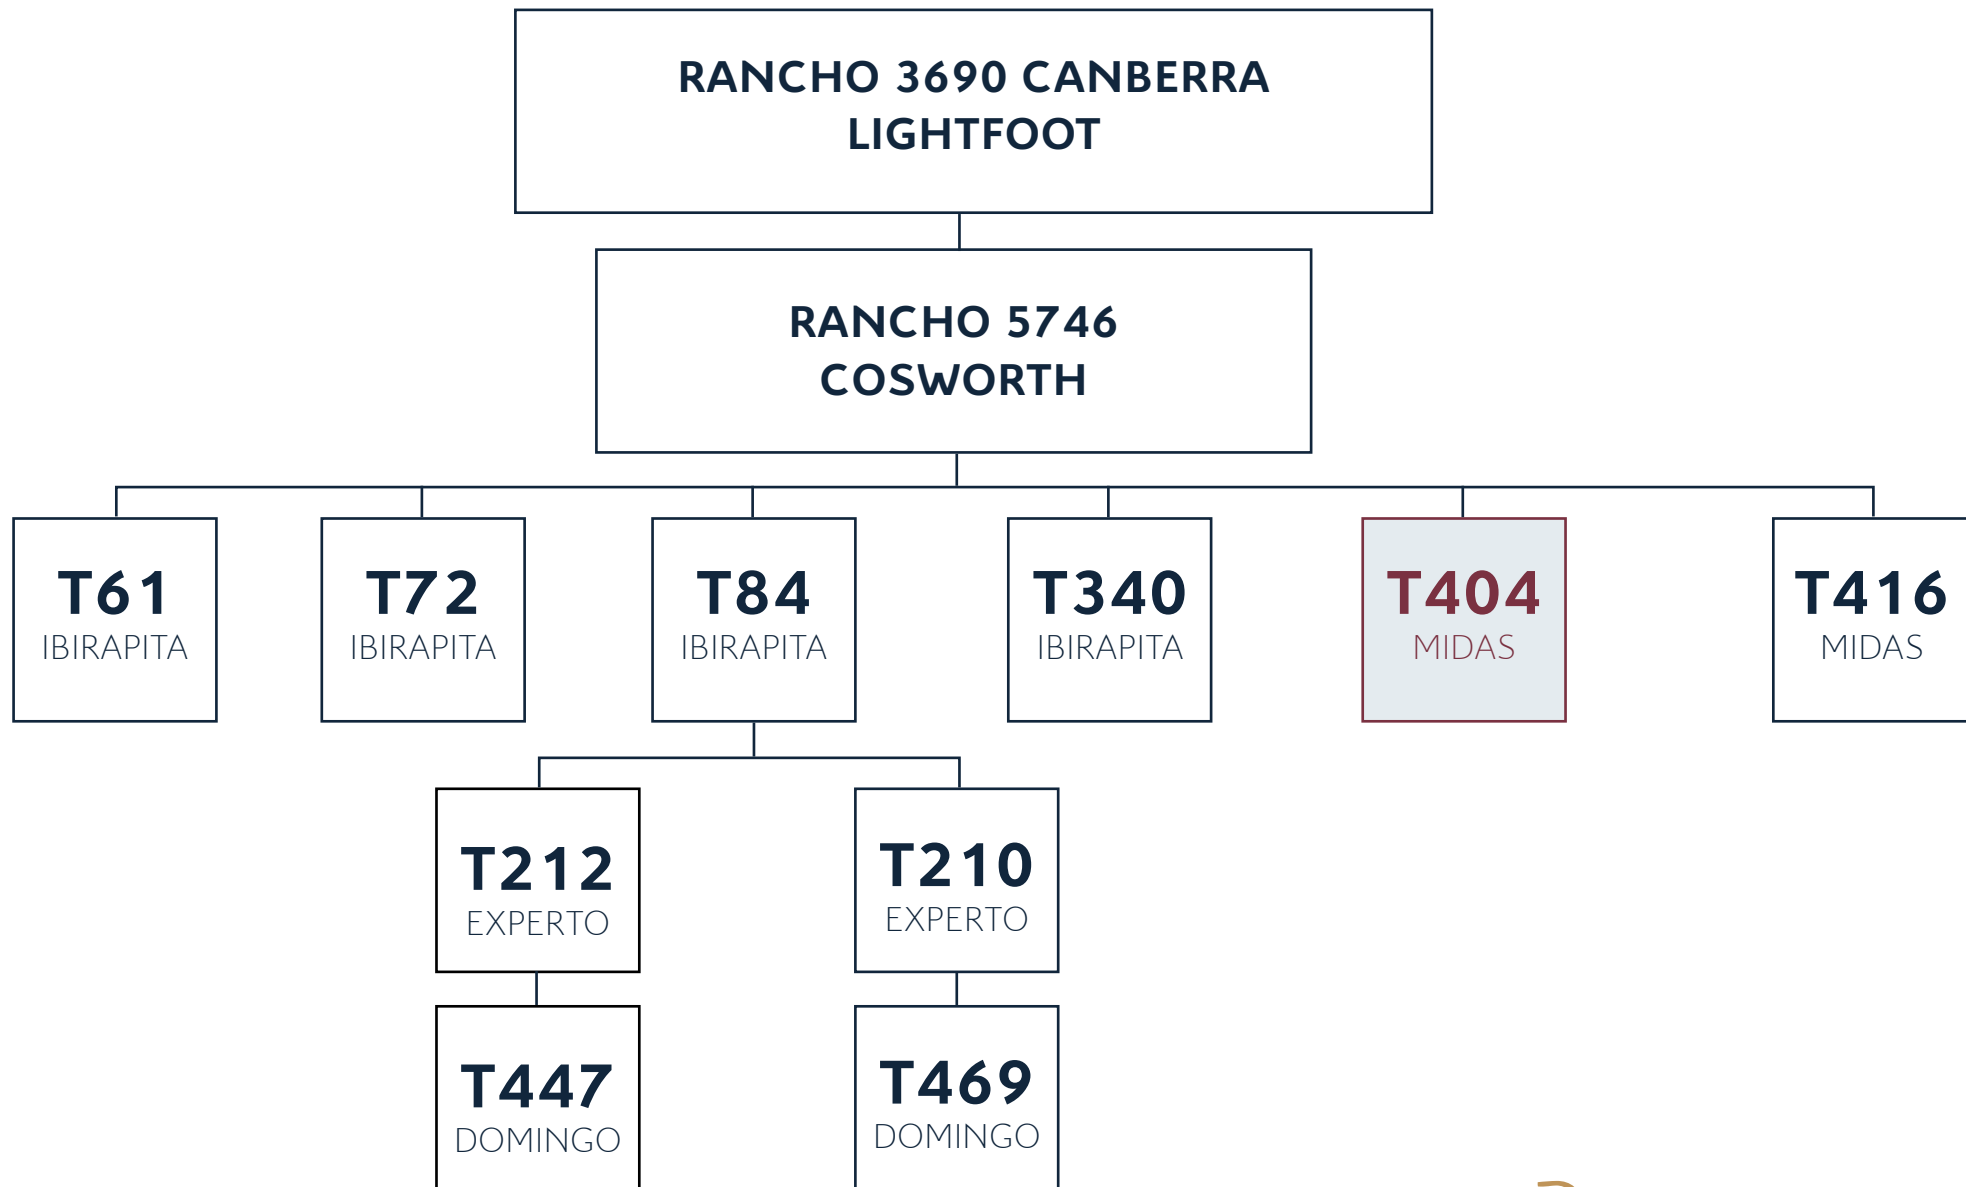 RANCHO 3690 CANBERRA
LIGHTFOOT
RANCHO 5746
COSWORTH
T61
IBIRAPITA
T72
IBIRAPITA
T84
IBIRAPITA
T340
IBIRAPITA
T404
MIDAS
T416
MIDAS
T212
EXPERTO
T210
EXPERTO
T447
DOMINGO
T469
DOMINGO